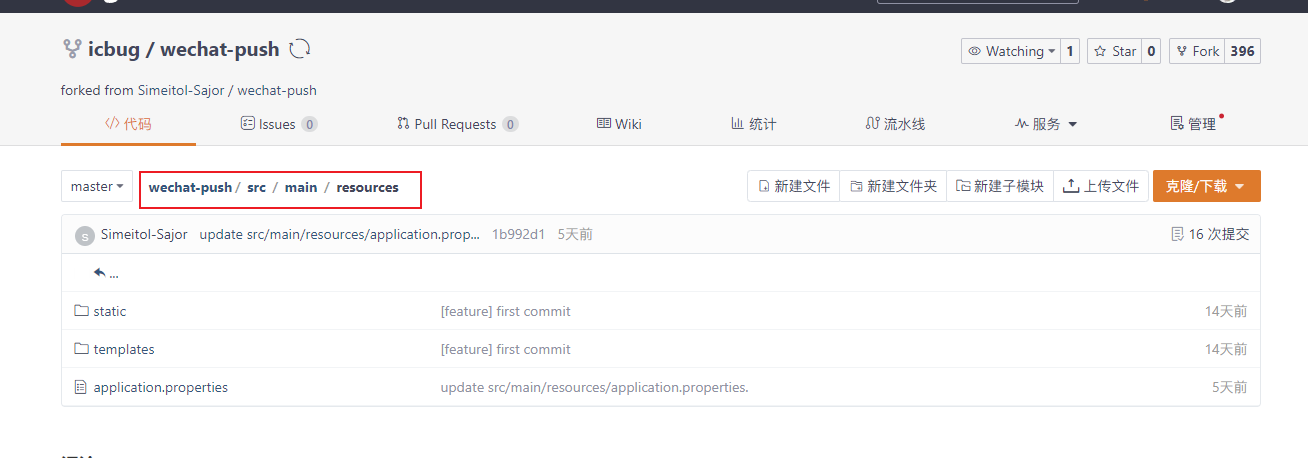 icbug / wechat-push
Watching 1 Star 0 Fork 396
forked from Simeitol-Sajor / wechat-push
代码 Issues 0 Pull Requests 0 Wiki 统计 流水线 服务 管理
master wechat-push / src / main / resources 新建文件 新建文件夹 新建子模块 上传文件 克隆/下载
S Simeitol-Sajor update src/main/resources/application.prop... 1b992d1 5天前 16 次提交
...
static [feature] first commit 14天前
templates [feature] first commit 14天前
application.properties update src/main/resources/application.properties. 5天前